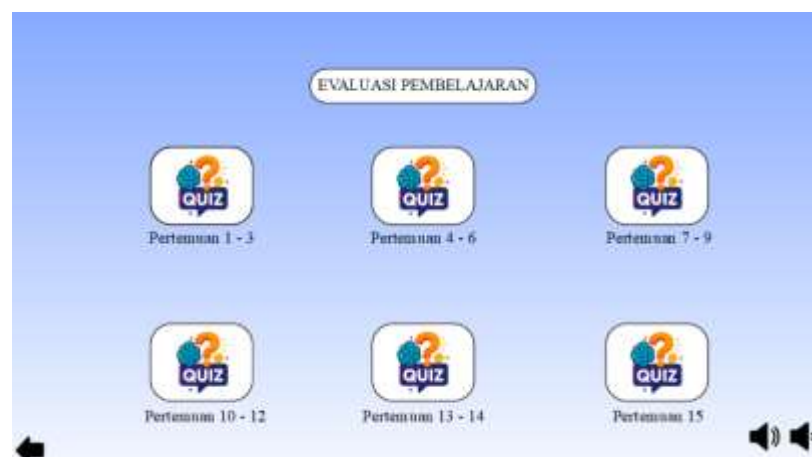 EVALUASI PEMBELAJARAN
QUIZ QUIZ QUIZ
Pertemuan 1 - 3 Pertemuan 4 - 6 Pertemuan 7 - 9
QUIZ QUIZ QUIZ
Pertemuan 10 - 12 Pertemuan 13 - 14 Pertemuan 15